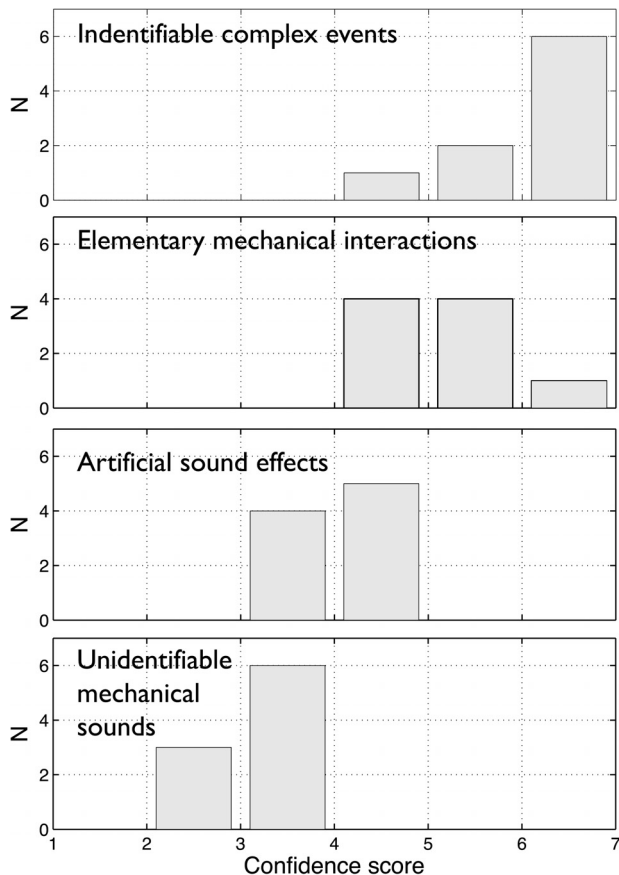 Indentifiable complex events
6
4
2
0
N
Elementary mechanical interactions
6
4
2
0
N
Artificial sound effects
6
4
2
0
N
Unidentifiable
mechanical
sounds
6
4
2
0
N
1 2 3 4 5 6 7
Confidence score